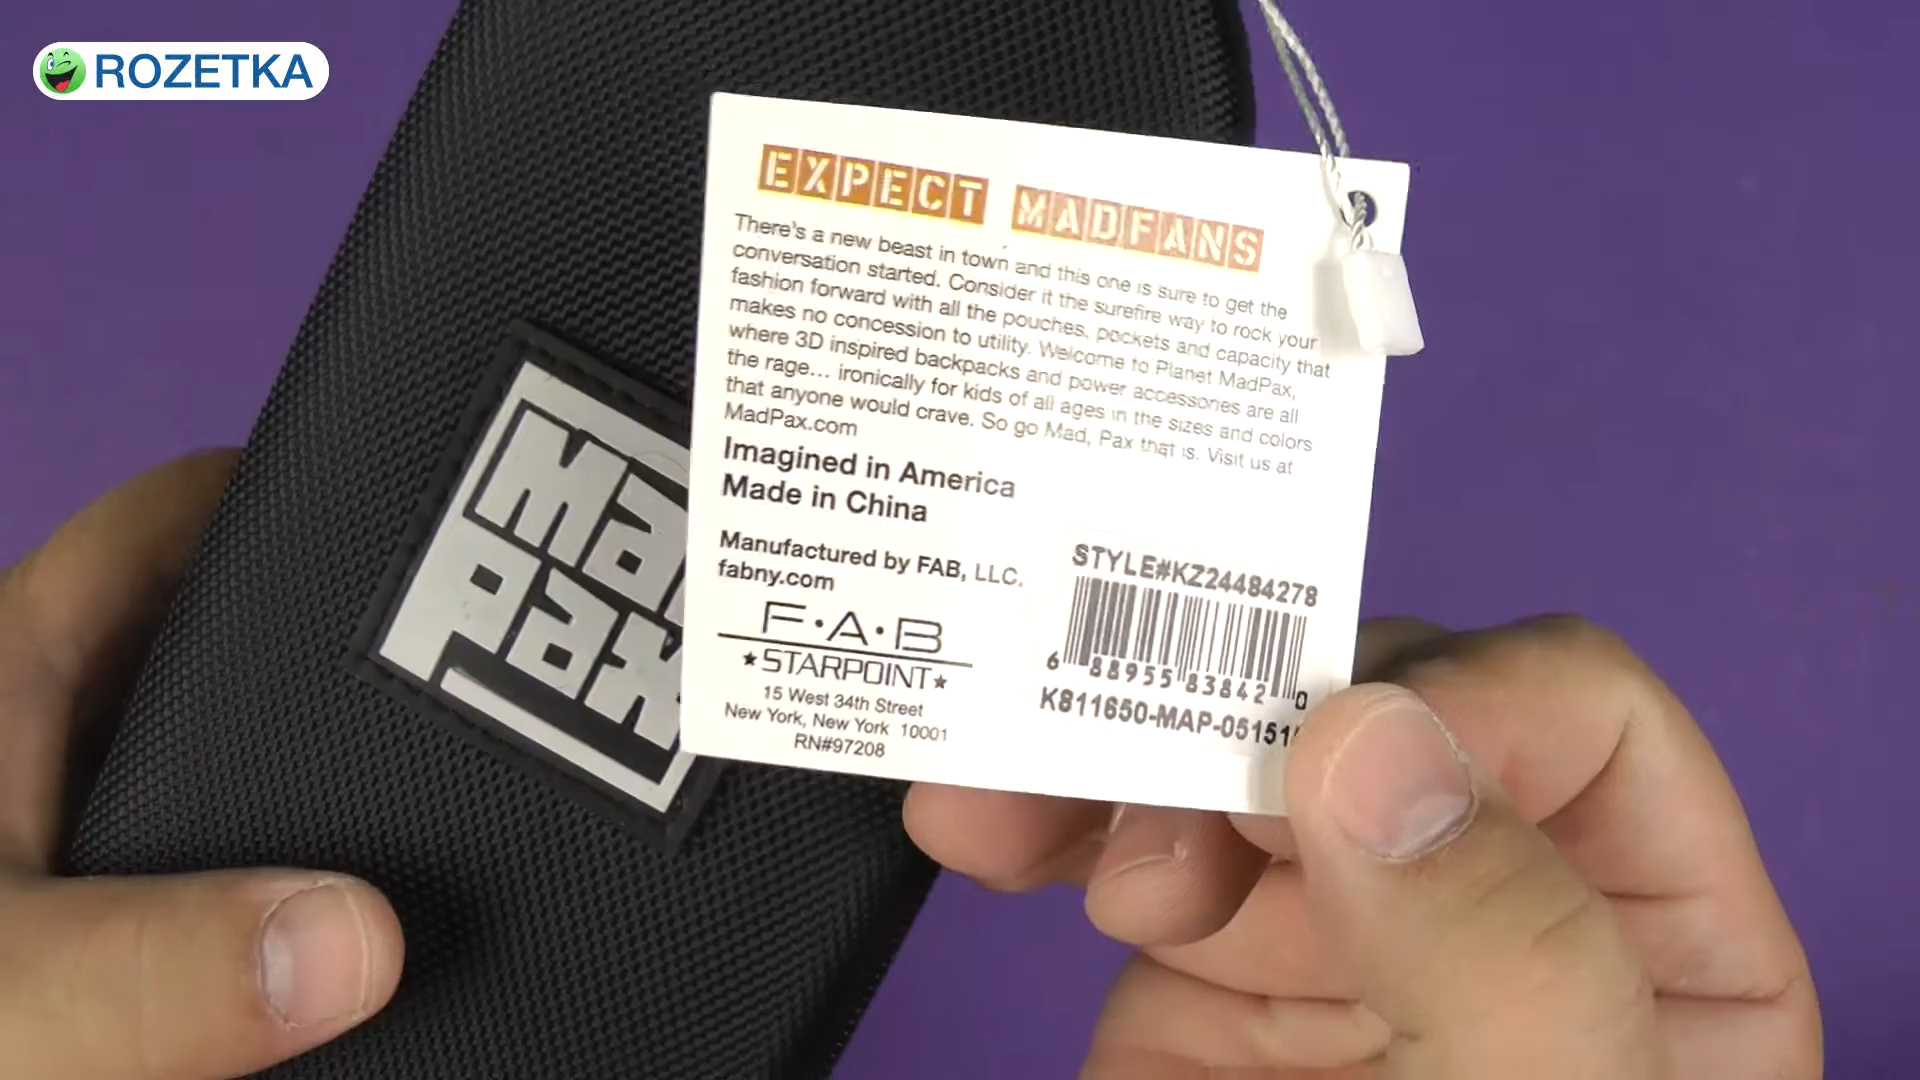 ROZETKA
EXPECT MADFANS
There's a new beast in town and this one is sure to get the
conversation started. Consider it the surefire way to rock your
fashion forward with all the pouches, pockets and capacity that
makes no concession to utility. Welcome to Planet MadPax,
where 3D inspired backpacks and power accessories are all
the rage... ironically for kids of all ages in the sizes and colors
that anyone would crave. So go Mad, Pax that is. Visit us at
MadPax.com
Imagined in America
Made in China
Manufactured by FAB, LLC.
fabny.com
F·A·B
★STARPOINT★
15 West 34th Street
New York, New York 10001
RN#97208
STYLE#KZ24484278
6 88955 83842 0
K811650-MAP-05151
Ma
Pax